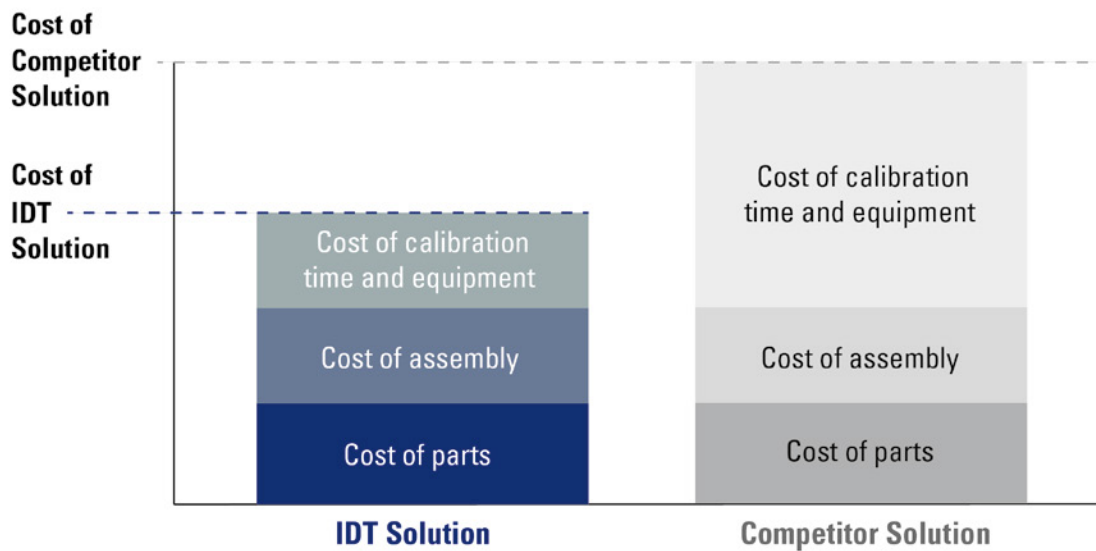 Cost of
Competitor
Solution
Cost of
IDT
Solution
Cost of calibration
time and equipment
Cost of assembly
Cost of parts
IDT Solution
Cost of calibration
time and equipment
Cost of assembly
Cost of parts
Competitor Solution